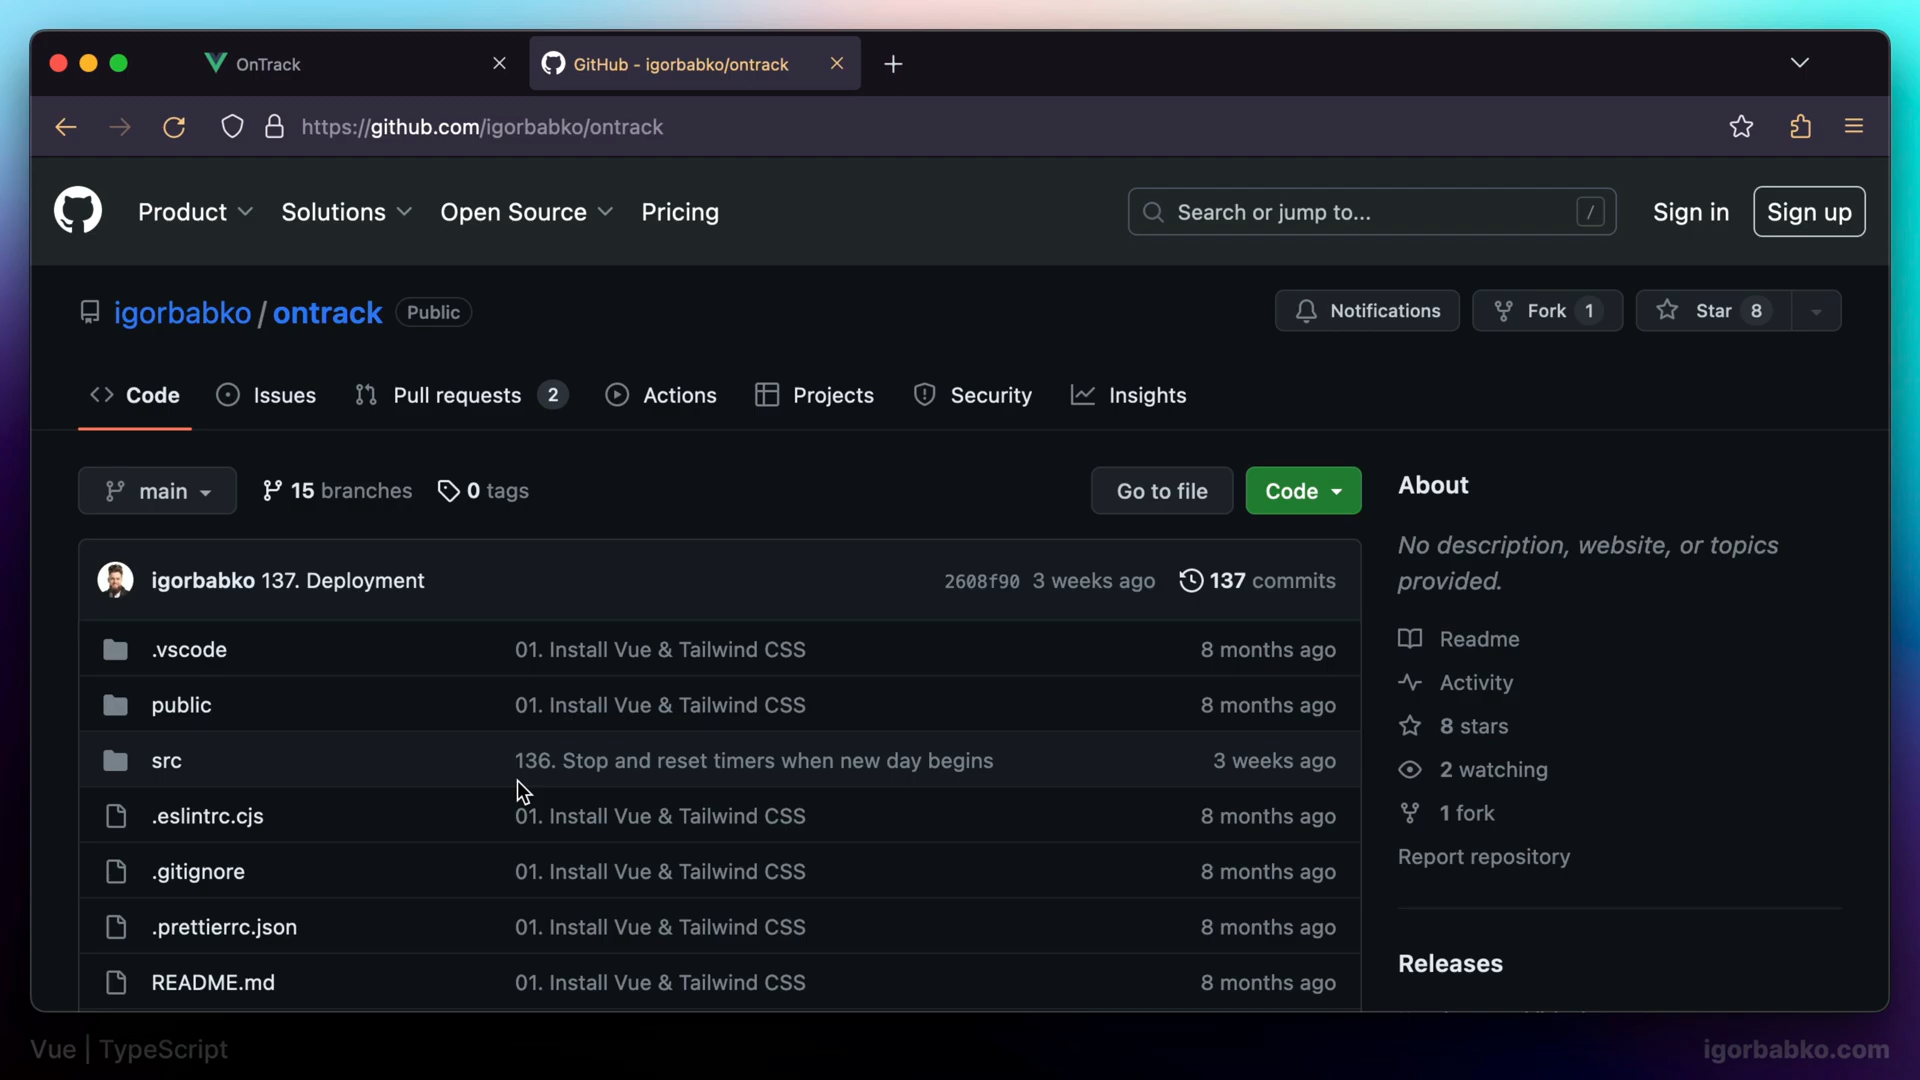 OnTrack
GitHub - igorbabko/ontrack
https://github.com/igorbabko/ontrack
Product Solutions Open Source Pricing
Search or jump to... /
Sign in Sign up
igorbabko / ontrack Public
Notifications Fork 1 Star 8
Code Issues Pull requests 2 Actions Projects Security Insights
main 15 branches 0 tags
Go to file Code
igorbabko 137. Deployment 2608f90 3 weeks ago 137 commits
.vscode 01. Install Vue & Tailwind CSS 8 months ago
public 01. Install Vue & Tailwind CSS 8 months ago
src 136. Stop and reset timers when new day begins 3 weeks ago
.eslintrc.cjs 01. Install Vue & Tailwind CSS 8 months ago
.gitignore 01. Install Vue & Tailwind CSS 8 months ago
.prettierrc.json 01. Install Vue & Tailwind CSS 8 months ago
README.md 01. Install Vue & Tailwind CSS 8 months ago
About
No description, website, or topics
provided.
Readme
Activity
8 stars
2 watching
1 fork
Report repository
Releases
Vue | TypeScript
igorbabko.com